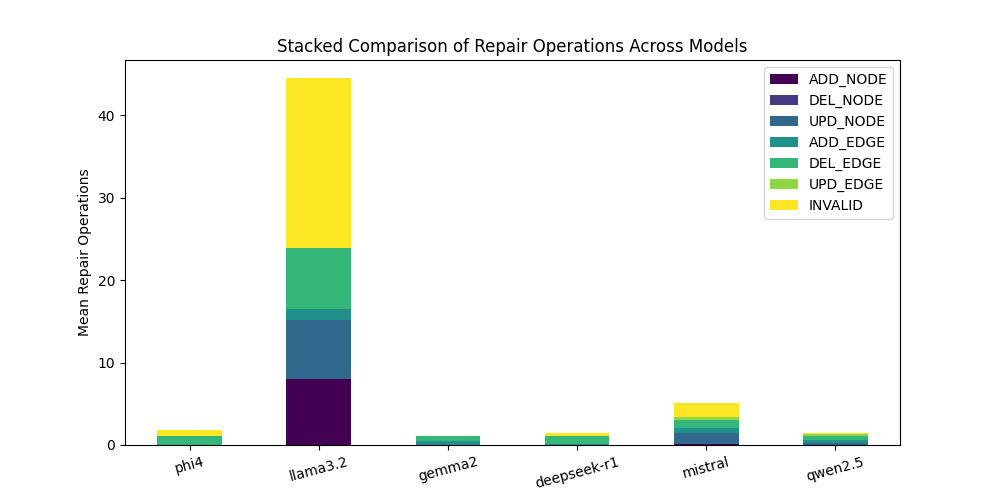 Stacked Comparison of Repair Operations Across Models
Mean Repair Operations
40
30
20
10
0
ADD_NODE
DEL_NODE
UPD_NODE
ADD_EDGE
DEL_EDGE
UPD_EDGE
INVALID
phi4
llama3.2
gemma2
deepseek-r1
mistral
qwen2.5